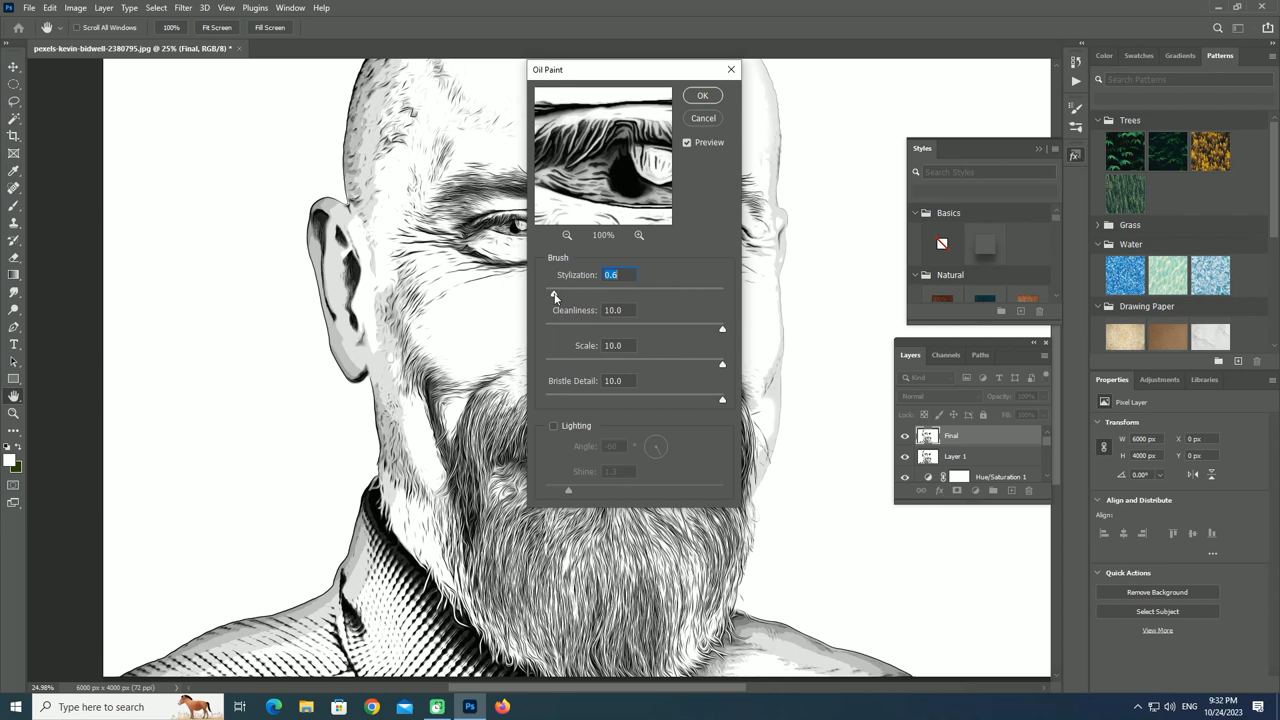 Ps File Edit Image Layer Type Select Filter 3D View Plugins Window Help
Scroll All Windows 100% Fit Screen Fill Screen
pexels-kevin-bidwell-2380795.jpg @ 25% (Final, RGB/8) *
Oil Paint
OK
Cancel
Preview
100%
Brush
Stylization: 0.6
Cleanliness: 10.0
Scale: 10.0
Bristle Detail: 10.0
Lighting
Angle: -60 °
Shine: 1.3
Styles
Search Styles
Basics
Natural
Layers Channels Paths
Kind
Normal Opacity: 100%
Lock: Fill: 100%
Final
Layer 1
Hue/Saturation 1
fx
Color Swatches Gradients Patterns
Search Patterns
Trees
Grass
Water
Drawing Paper
Properties Adjustments Libraries
Pixel Layer
Transform
W 6000 px X 0 px
H 4000 px Y 0 px
0.00°
Align and Distribute
Align:
Quick Actions
Remove Background
Select Subject
View More
24.98% 6000 px x 4000 px (72 ppi)
Type here to search
Ps
ENG
9:32 PM
10/24/2023